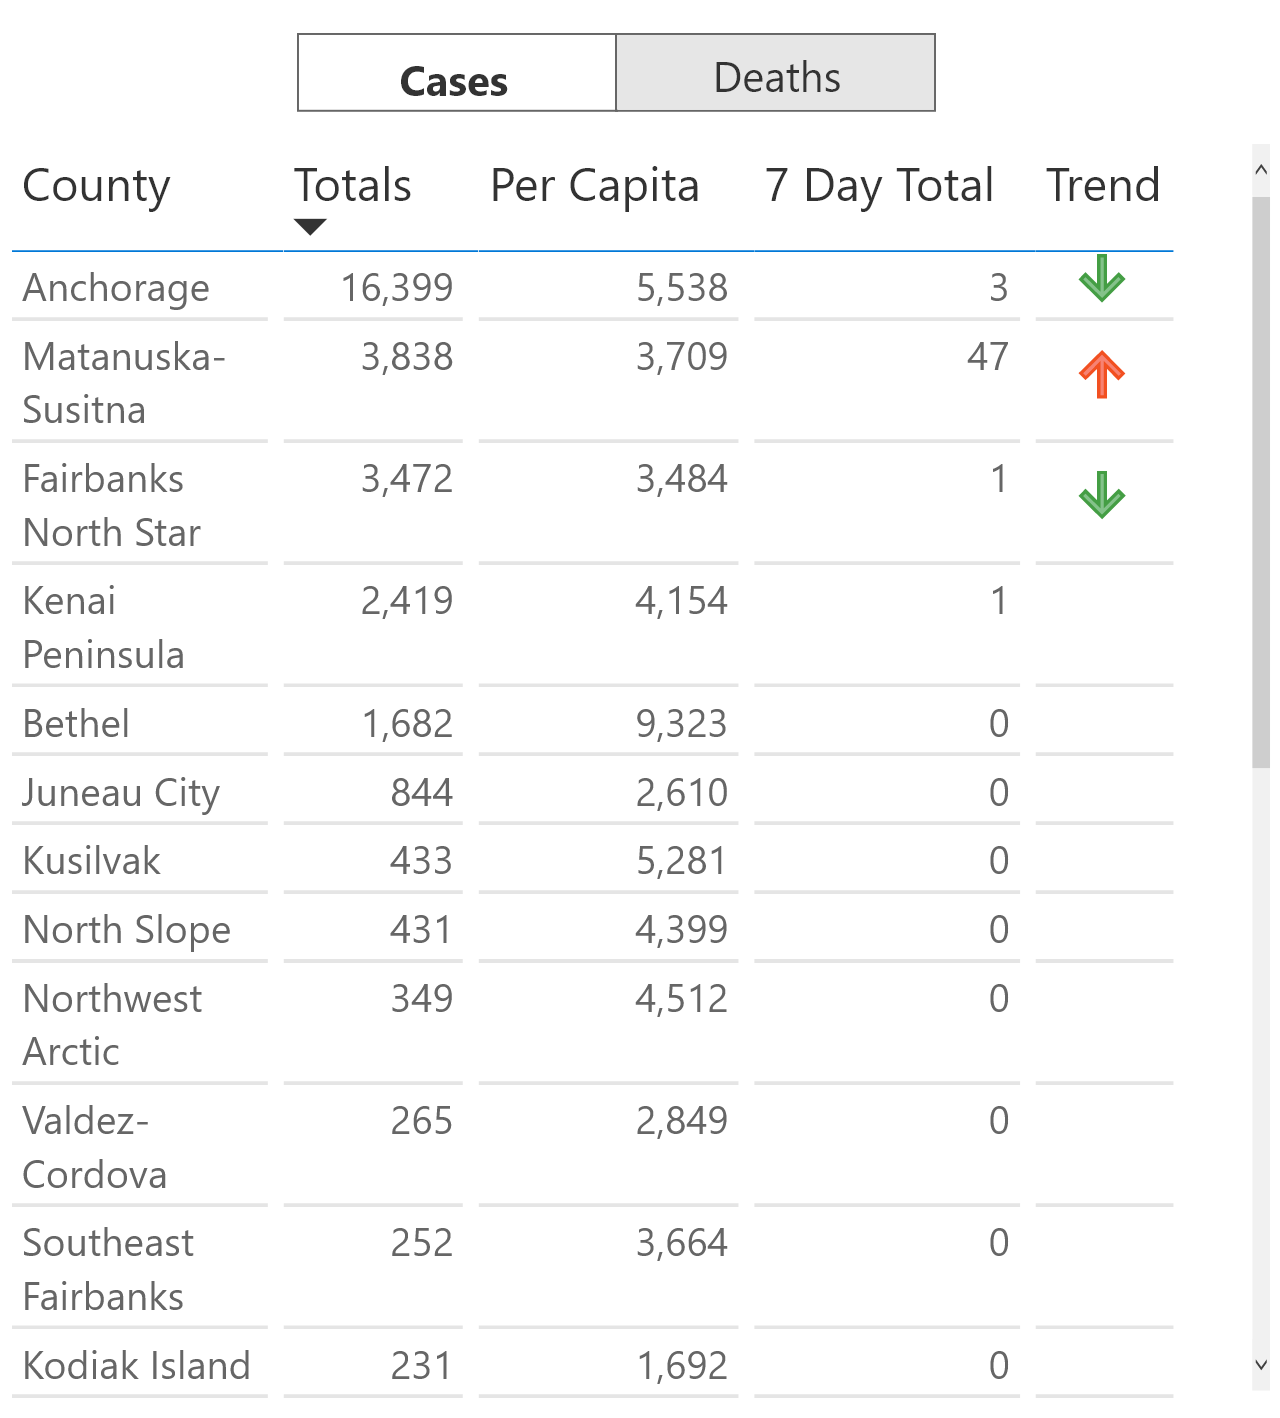 Cases Deaths
County Totals Per Capita 7 Day Total Trend
Anchorage 16,399 5,538 3
Matanuska- 3,838 3,709 47
Susitna
Fairbanks 3,472 3,484 1
North Star
Kenai 2,419 4,154 1
Peninsula
Bethel 1,682 9,323 0
Juneau City 844 2,610 0
Kusilvak 433 5,281 0
North Slope 431 4,399 0
Northwest 349 4,512 0
Arctic
Valdez- 265 2,849 0
Cordova
Southeast 252 3,664 0
Fairbanks
Kodiak Island 231 1,692 0